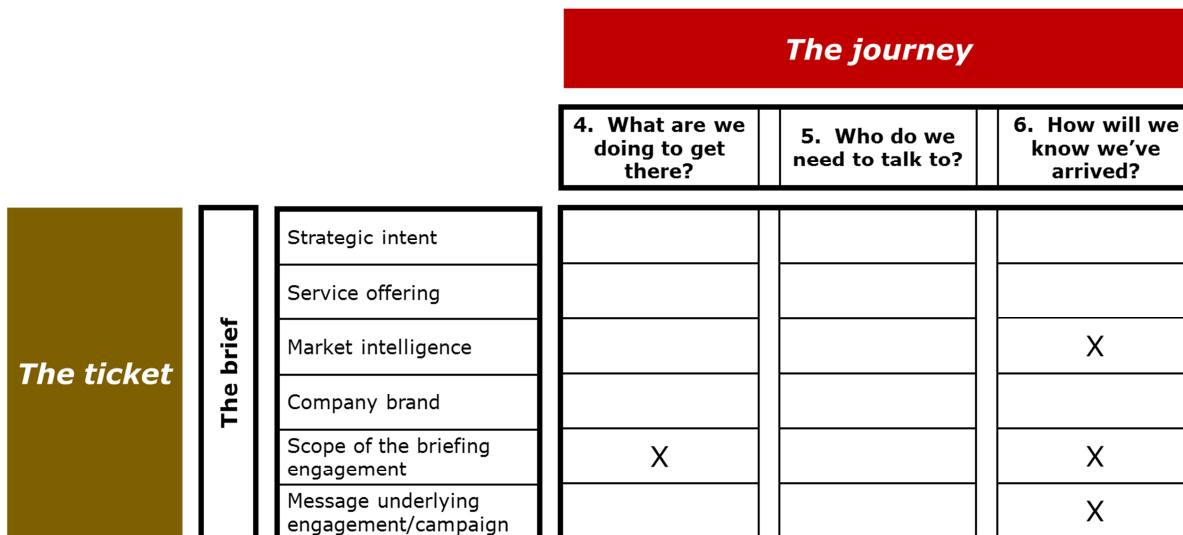 The journey
4. What are we
doing to get
there?
5. Who do we
need to talk to?
6. How will we
know we’ve
arrived?
The ticket
The brief
Strategic intent
Service offering
Market intelligence
X
Company brand
Scope of the briefing
engagement
X
X
Message underlying
engagement/campaign
X